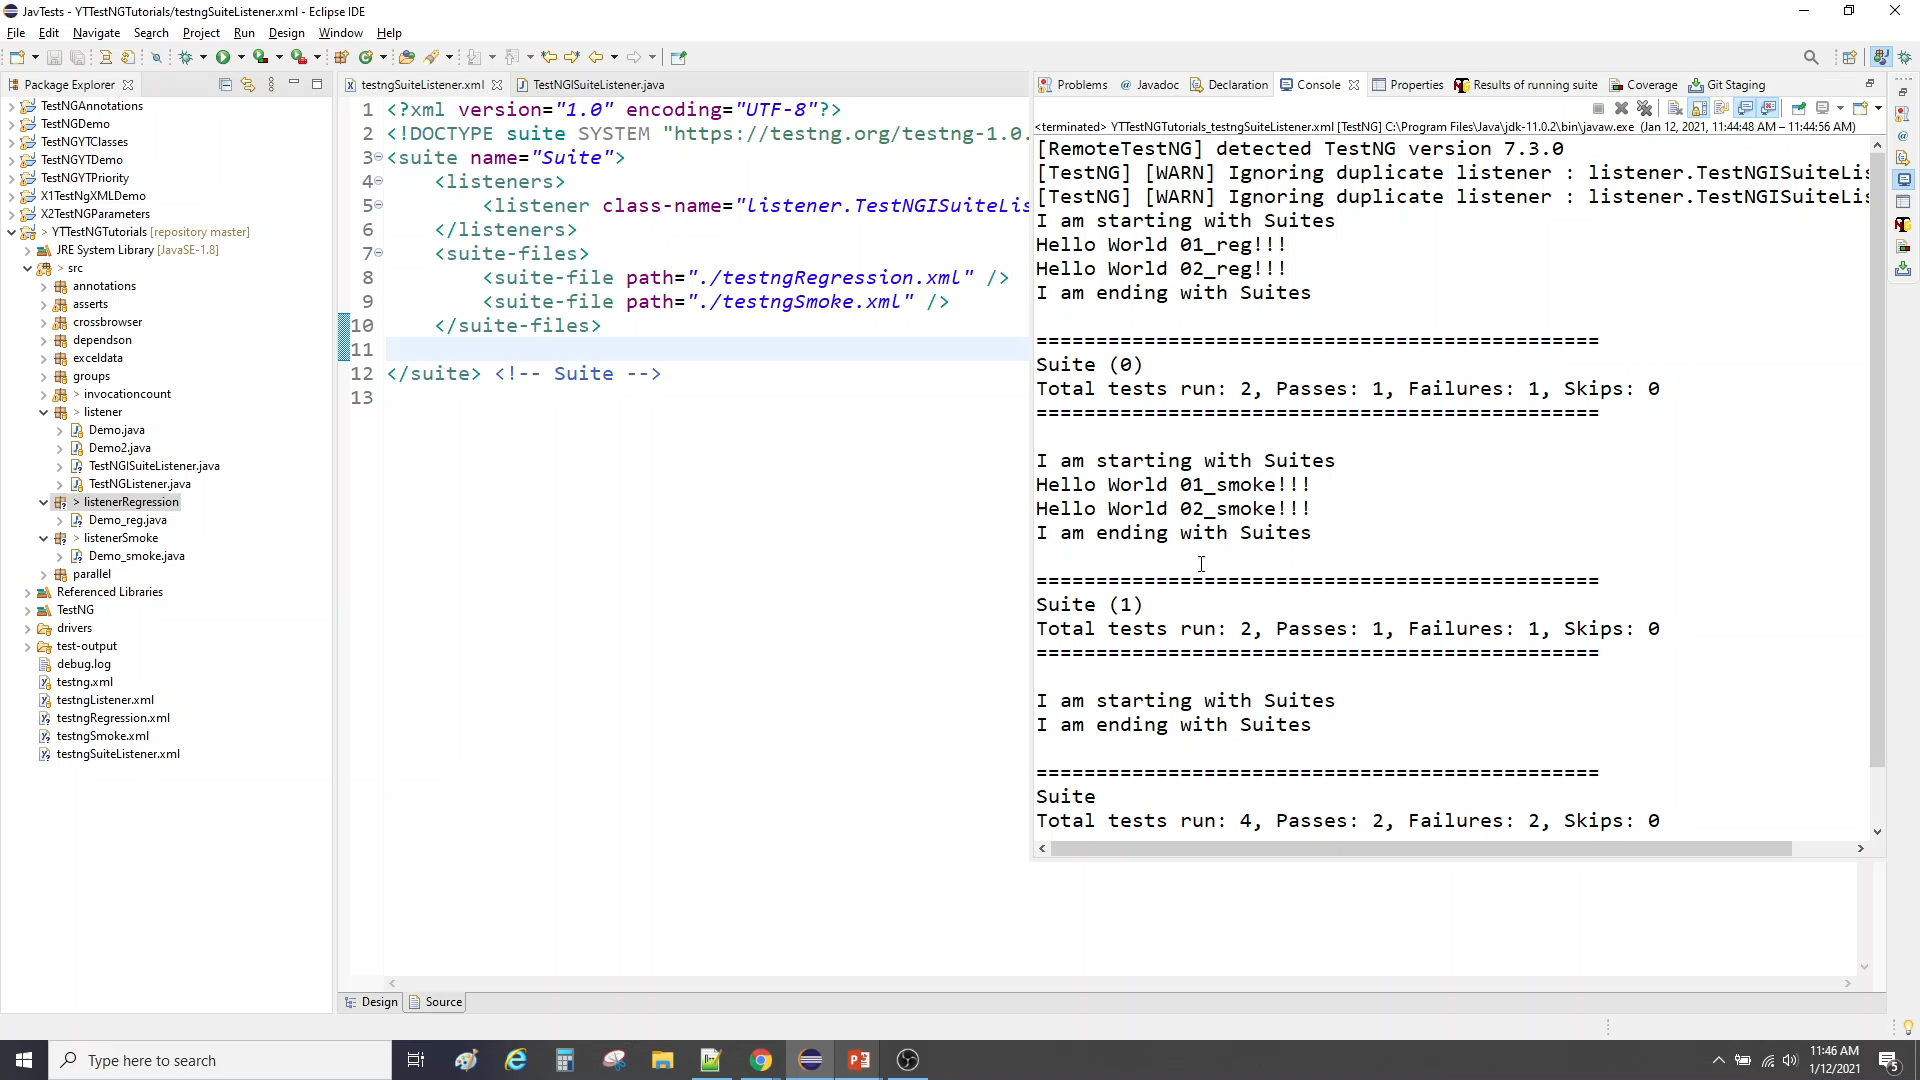 JavTests - YTTestNGTutorials/testngSuiteListener.xml - Eclipse IDE
File Edit Navigate Search Project Run Design Window Help
Package Explorer
TestNGAnnotations
TestNGDemo
TestNGYTClasses
TestNGYTDemo
TestNGYTPriority
X1TestNgXMLDemo
X2TestNGParameters
> YTTestNGTutorials [repository master]
JRE System Library [JavaSE-1.8]
> src
annotations
asserts
crossbrowser
dependson
exceldata
groups
> invocationcount
> listener
Demo.java
Demo2.java
TestNGISuiteListener.java
TestNGListener.java
> listenerRegression
Demo_reg.java
> listenerSmoke
Demo_smoke.java
parallel
Referenced Libraries
TestNG
drivers
test-output
debug.log
testng.xml
testngListener.xml
testngRegression.xml
testngSmoke.xml
testngSuiteListener.xml
testngSuiteListener.xml TestNGISuiteListener.java
1 <?xml version="1.0" encoding="UTF-8"?>
2 <!DOCTYPE suite SYSTEM "https://testng.org/testng-1.0.
3 <suite name="Suite">
4 <listeners>
5 <listener class-name="listener.TestNGISuiteLis
6 </listeners>
7 <suite-files>
8 <suite-file path="./testngRegression.xml" />
9 <suite-file path="./testngSmoke.xml" />
10 </suite-files>
11
12 </suite> <!-- Suite -->
13
Design Source
Problems Javadoc Declaration Console Properties Results of running suite Coverage Git Staging
<terminated> YTTestNGTutorials_testngSuiteListener.xml [TestNG] C:\Program Files\Java\jdk-11.0.2\bin\javaw.exe (Jan 12, 2021, 11:44:48 AM – 11:44:56 AM)
[RemoteTestNG] detected TestNG version 7.3.0
[TestNG] [WARN] Ignoring duplicate listener : listener.TestNGISuiteLis
[TestNG] [WARN] Ignoring duplicate listener : listener.TestNGISuiteLis
I am starting with Suites
Hello World 01_reg!!!
Hello World 02_reg!!!
I am ending with Suites
===============================================
Suite (0)
Total tests run: 2, Passes: 1, Failures: 1, Skips: 0
===============================================
I am starting with Suites
Hello World 01_smoke!!!
Hello World 02_smoke!!!
I am ending with Suites
===============================================
Suite (1)
Total tests run: 2, Passes: 1, Failures: 1, Skips: 0
===============================================
I am starting with Suites
I am ending with Suites
===============================================
Suite
Total tests run: 4, Passes: 2, Failures: 2, Skips: 0
Type here to search
11:46 AM
1/12/2021
5